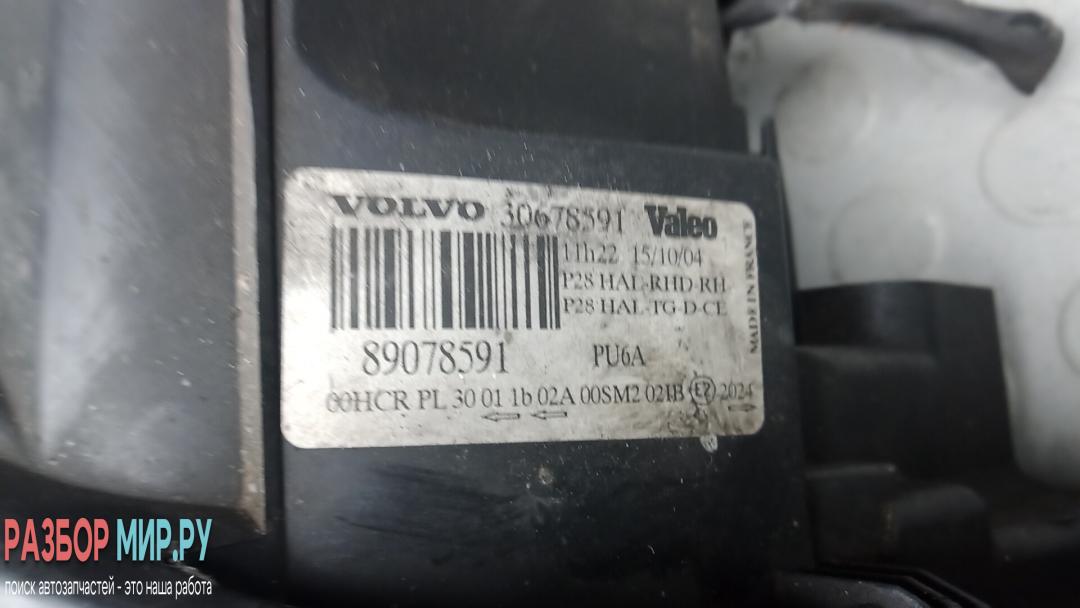 VOLVO 30678591 Valeo
11h22 15/10/04
P28 HAL-RHD-RH
P28 HAL-TG-D-CE
MADE IN FRANCE
89078591 PU6A
00HCR PL 30 01 1b 02A 00SM2 02IB E2 2024
РАЗБОР МИР.РУ
поиск автозапчастей - это наша работа